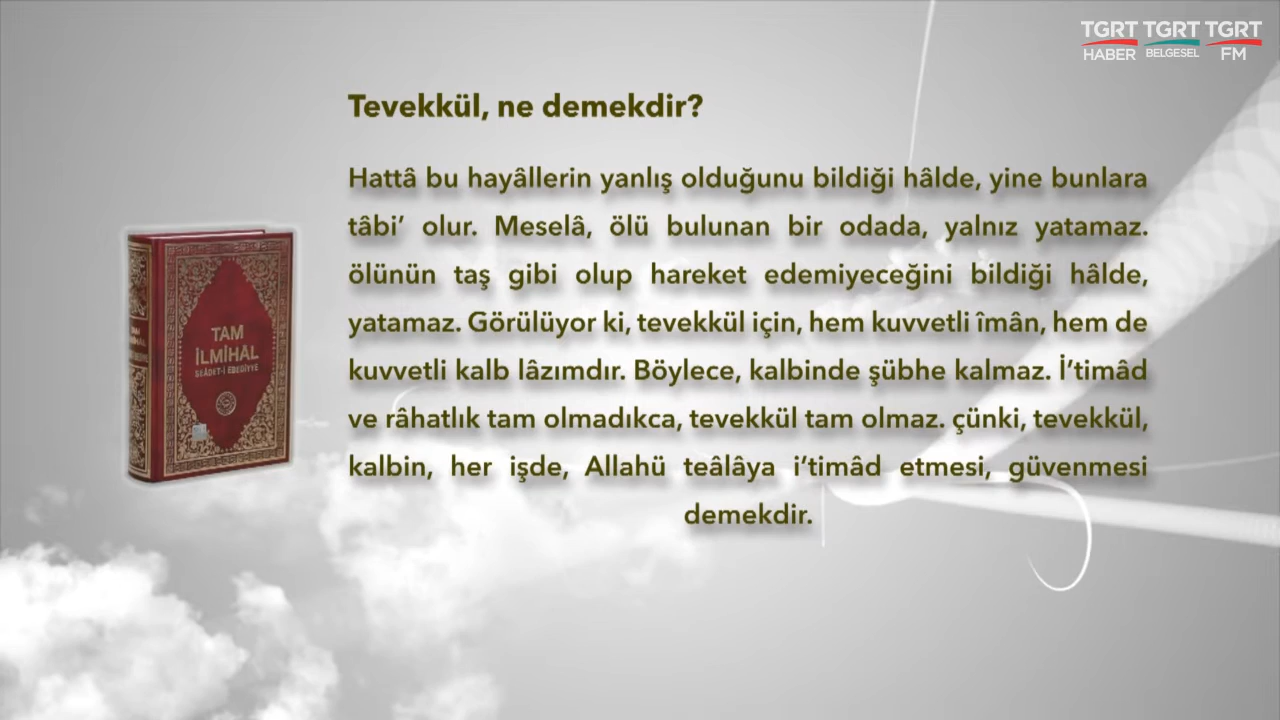 TGRT TGRT TGRT
HABER BELGESEL FM
Tevekkül, ne demekdir?
Hattâ bu hayâllerin yanlış olduğunu bildiği hâlde, yine bunlara
tâbi’ olur. Meselâ, ölü bulunan bir odada, yalnız yatamaz.
ölünün taş gibi olup hareket edemiyeceğini bildiği hâlde,
yatamaz. Görülüyor ki, tevekkül için, hem kuvvetli îmân, hem de
kuvvetli kalb lâzımdır. Böylece, kalbinde şübhe kalmaz. İ’timâd
ve râhatlık tam olmadıkca, tevekkül tam olmaz. çünki, tevekkül,
kalbin, her işde, Allahü teâlâya i’timâd etmesi, güvenmesi
demekdir.
TAM
İLMİHÂL
SEÂDET-İ EBEDİYYE